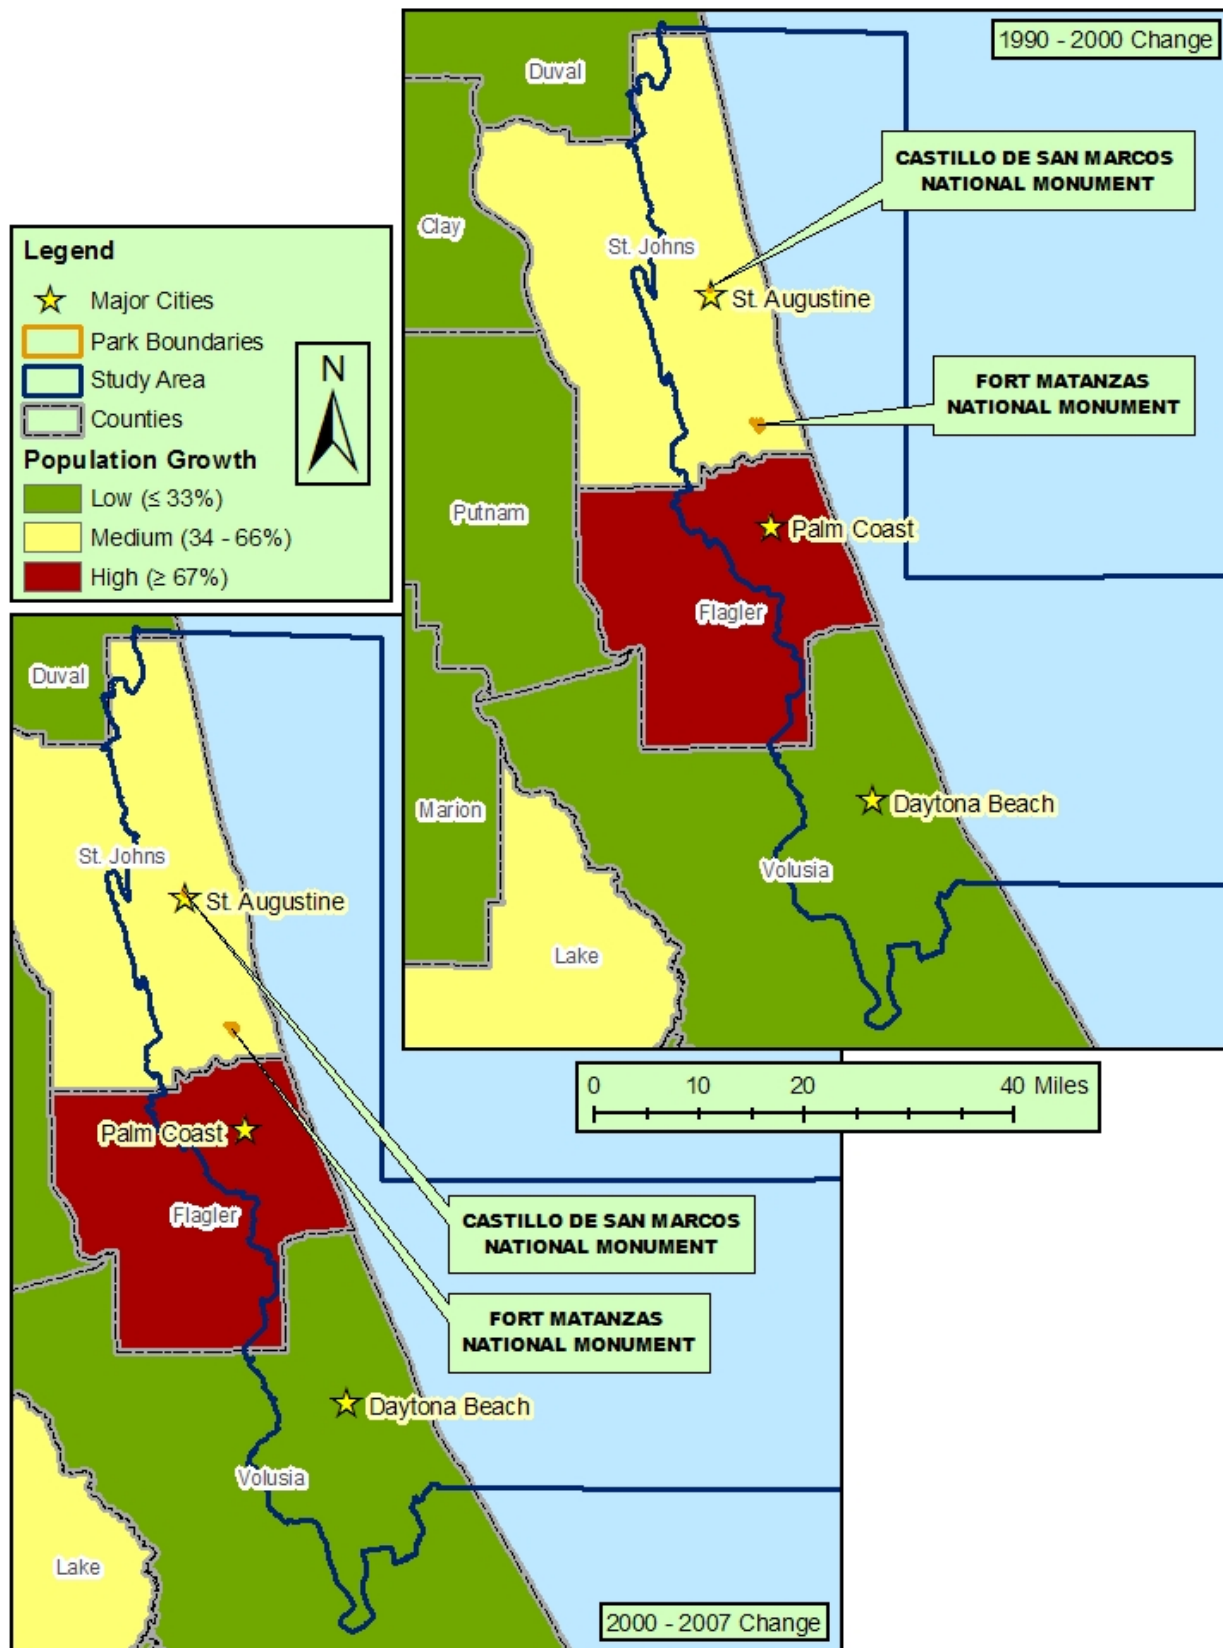 1990 - 2000 Change
Duval
CASTILLO DE SAN MARCOS
NATIONAL MONUMENT
Clay
St. Johns
St. Augustine
FORT MATANZAS
NATIONAL MONUMENT
Putnam
Palm Coast
Flagler
Marion
Daytona Beach
Volusia
Lake
Legend
Major Cities
Park Boundaries
Study Area
Counties
N
Population Growth
Low (≤ 33%)
Medium (34 - 66%)
High (≥ 67%)
0 10 20 40 Miles
Duval
St. Johns
St. Augustine
Palm Coast
Flagler
CASTILLO DE SAN MARCOS
NATIONAL MONUMENT
FORT MATANZAS
NATIONAL MONUMENT
Daytona Beach
Volusia
Lake
2000 - 2007 Change